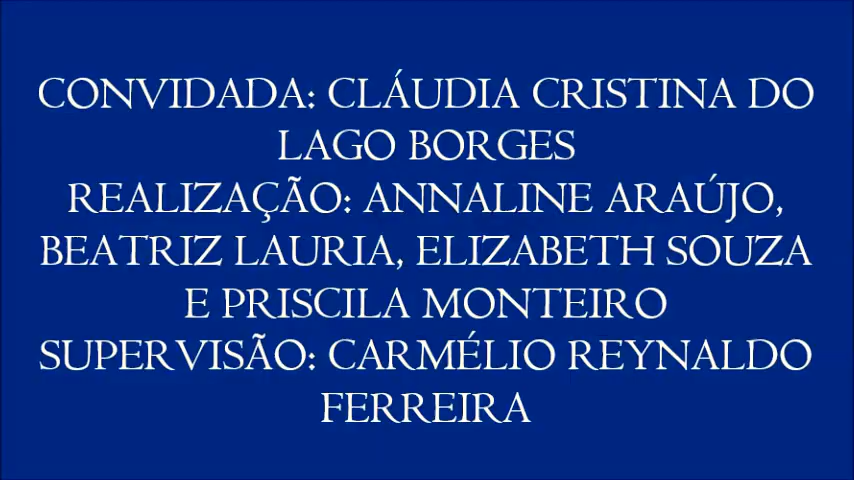 CONVIDADA: CLÁUDIA CRISTINA DO
LAGO BORGES
REALIZAÇÃO: ANNALINE ARAÚJO,
BEATRIZ LAURIA, ELIZABETH SOUZA
E PRISCILA MONTEIRO
SUPERVISÃO: CARMÉLIO REYNALDO
FERREIRA